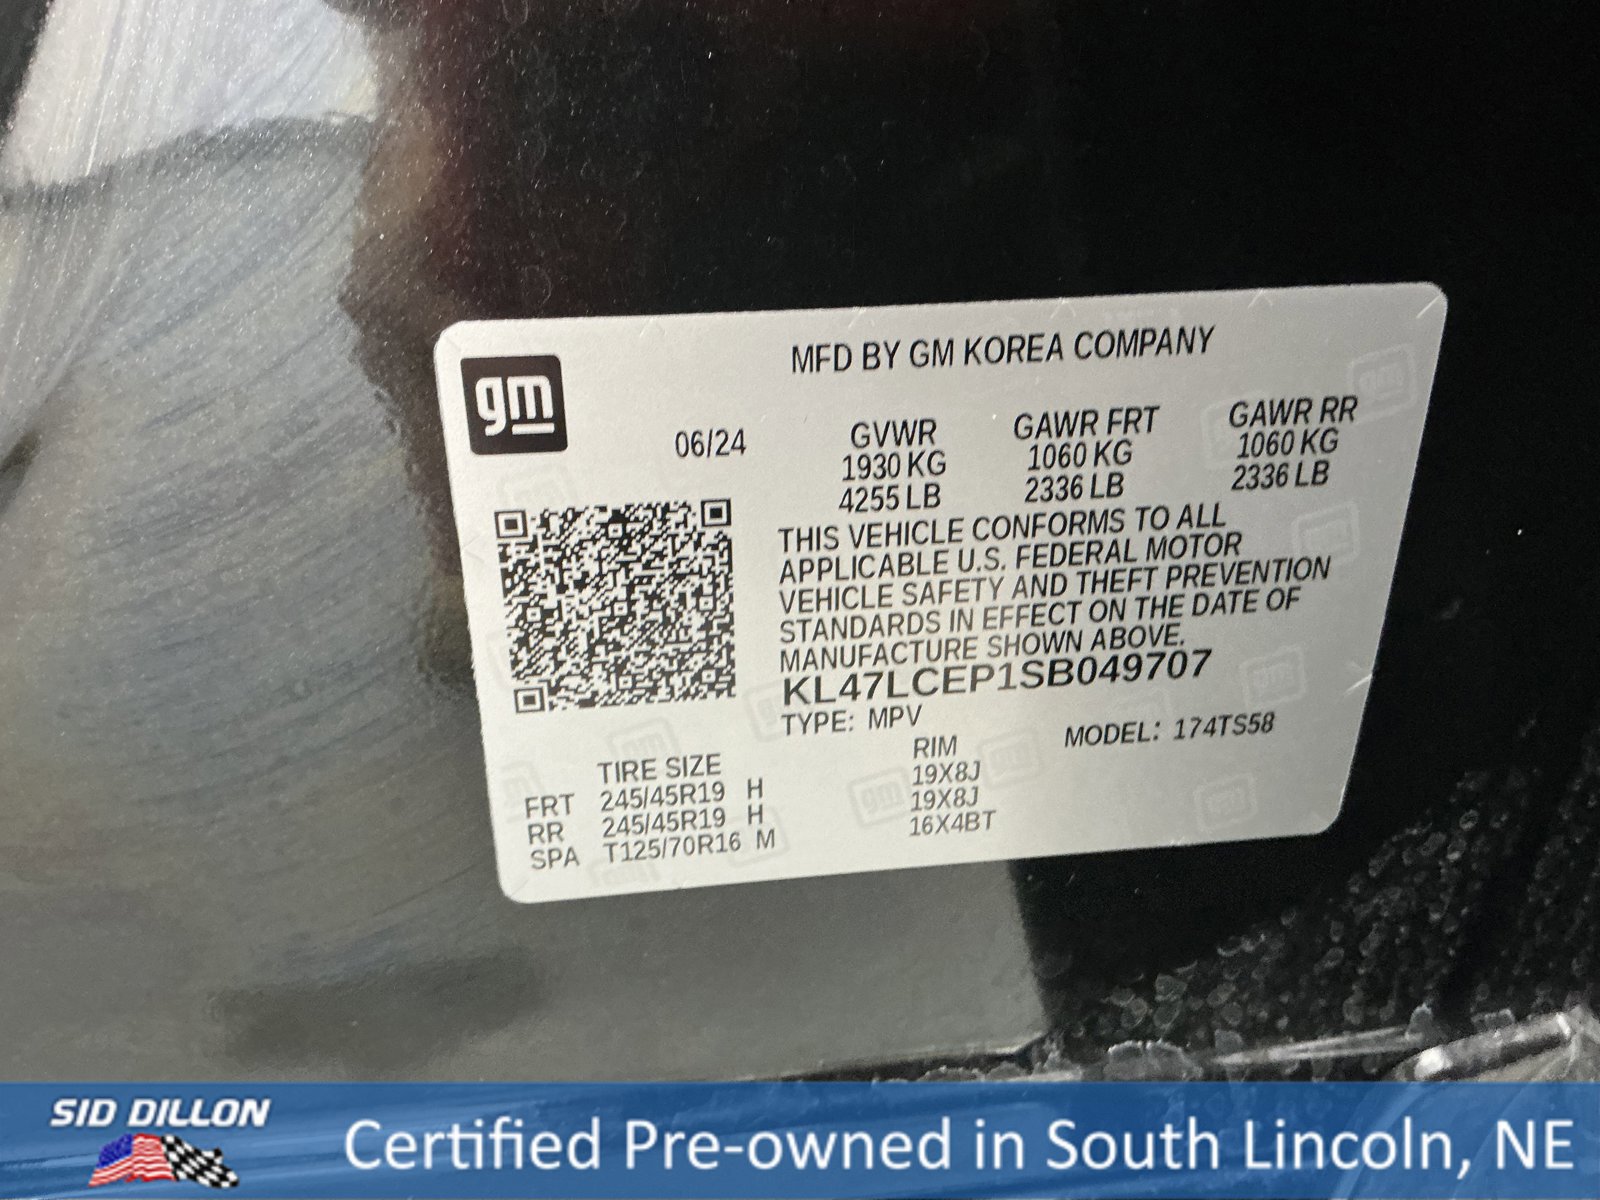 MFD BY GM KOREA COMPANY
gm
06/24
GVWR GAWR FRT GAWR RR
1930 KG 1060 KG 1060 KG
4255 LB 2336 LB 2336 LB
THIS VEHICLE CONFORMS TO ALL
APPLICABLE U.S. FEDERAL MOTOR
VEHICLE SAFETY AND THEFT PREVENTION
STANDARDS IN EFFECT ON THE DATE OF
MANUFACTURE SHOWN ABOVE.
KL47LCEP1SB049707
TYPE: MPV MODEL: 174TS58
TIRE SIZE RIM
FRT 245/45R19 H 19X8J
RR 245/45R19 H 19X8J
SPA T125/70R16 M 16X4BT
SID DILLON
Certified Pre-owned in South Lincoln, NE